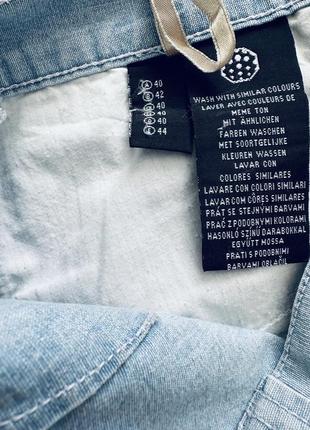 40
42
40
40
40
44
WASH WITH SIMILAR COLOURS
LAVER AVEC COULEURS DE
MEME TON
MIT ÄHNLICHEN
FARBEN WASCHEN
MET SOORTGELIJKE
KLEUREN WASSEN
LAVAR CON
COLORES SIMILARES
LAVARE CON COLORI SIMILARI
LAVAR COM CÔRES SIMILARES
PRÁT SE STEJNÝMI BARVAMI
PRAĆ Z PODOBNYMI KOLORAMI
HASONLÓ SZINŰ DARABOKKAL
EGYÜTT MOSSA
PRATI S PODOBNIMI
BARVAMI OBLAČIL